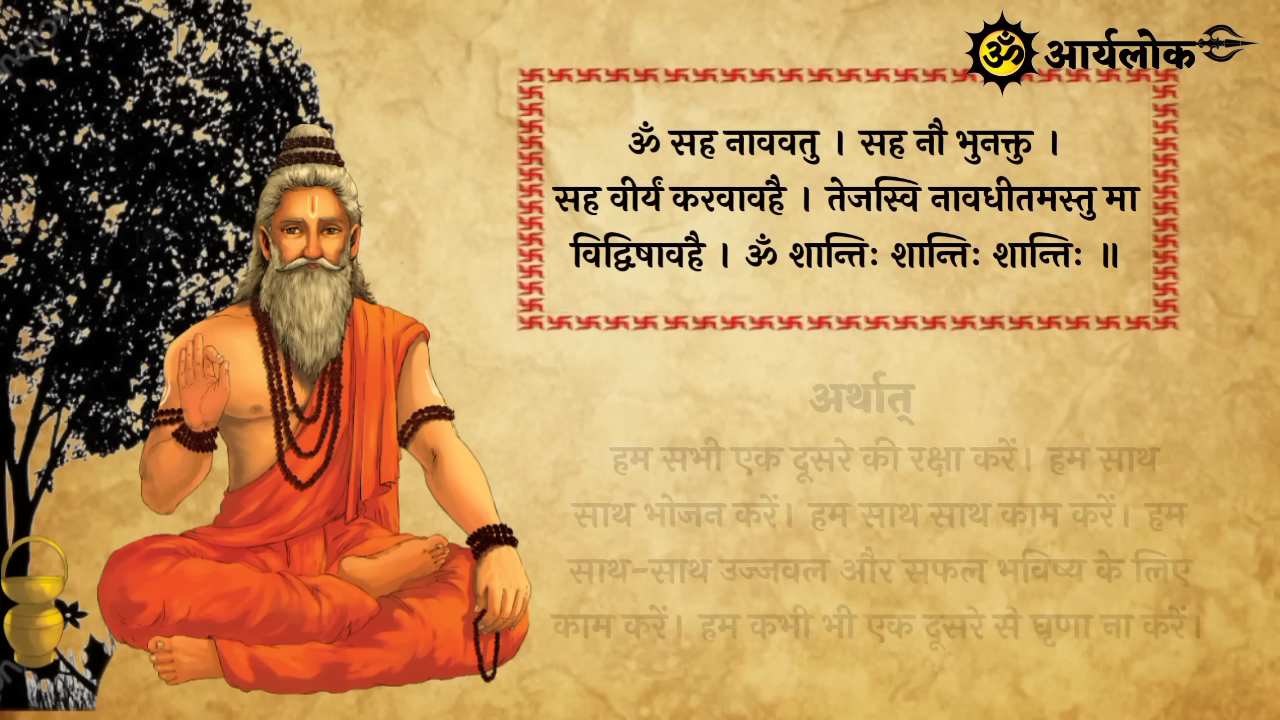 ॐ आर्यलोक
ॐ सह नाववतु । सह नौ भुनक्तु ।
सह वीर्यं करवावहै । तेजस्वि नावधीतमस्तु मा
विद्विषावहै । ॐ शान्तिः शान्तिः शान्तिः ॥
अर्थात्
हम सभी एक दूसरे की रक्षा करें। हम साथ
साथ भोजन करें। हम साथ साथ काम करें। हम
साथ-साथ उज्जवल और सफल भविष्य के लिए
काम करें। हम कभी भी एक दूसरे से घृणा ना करें।